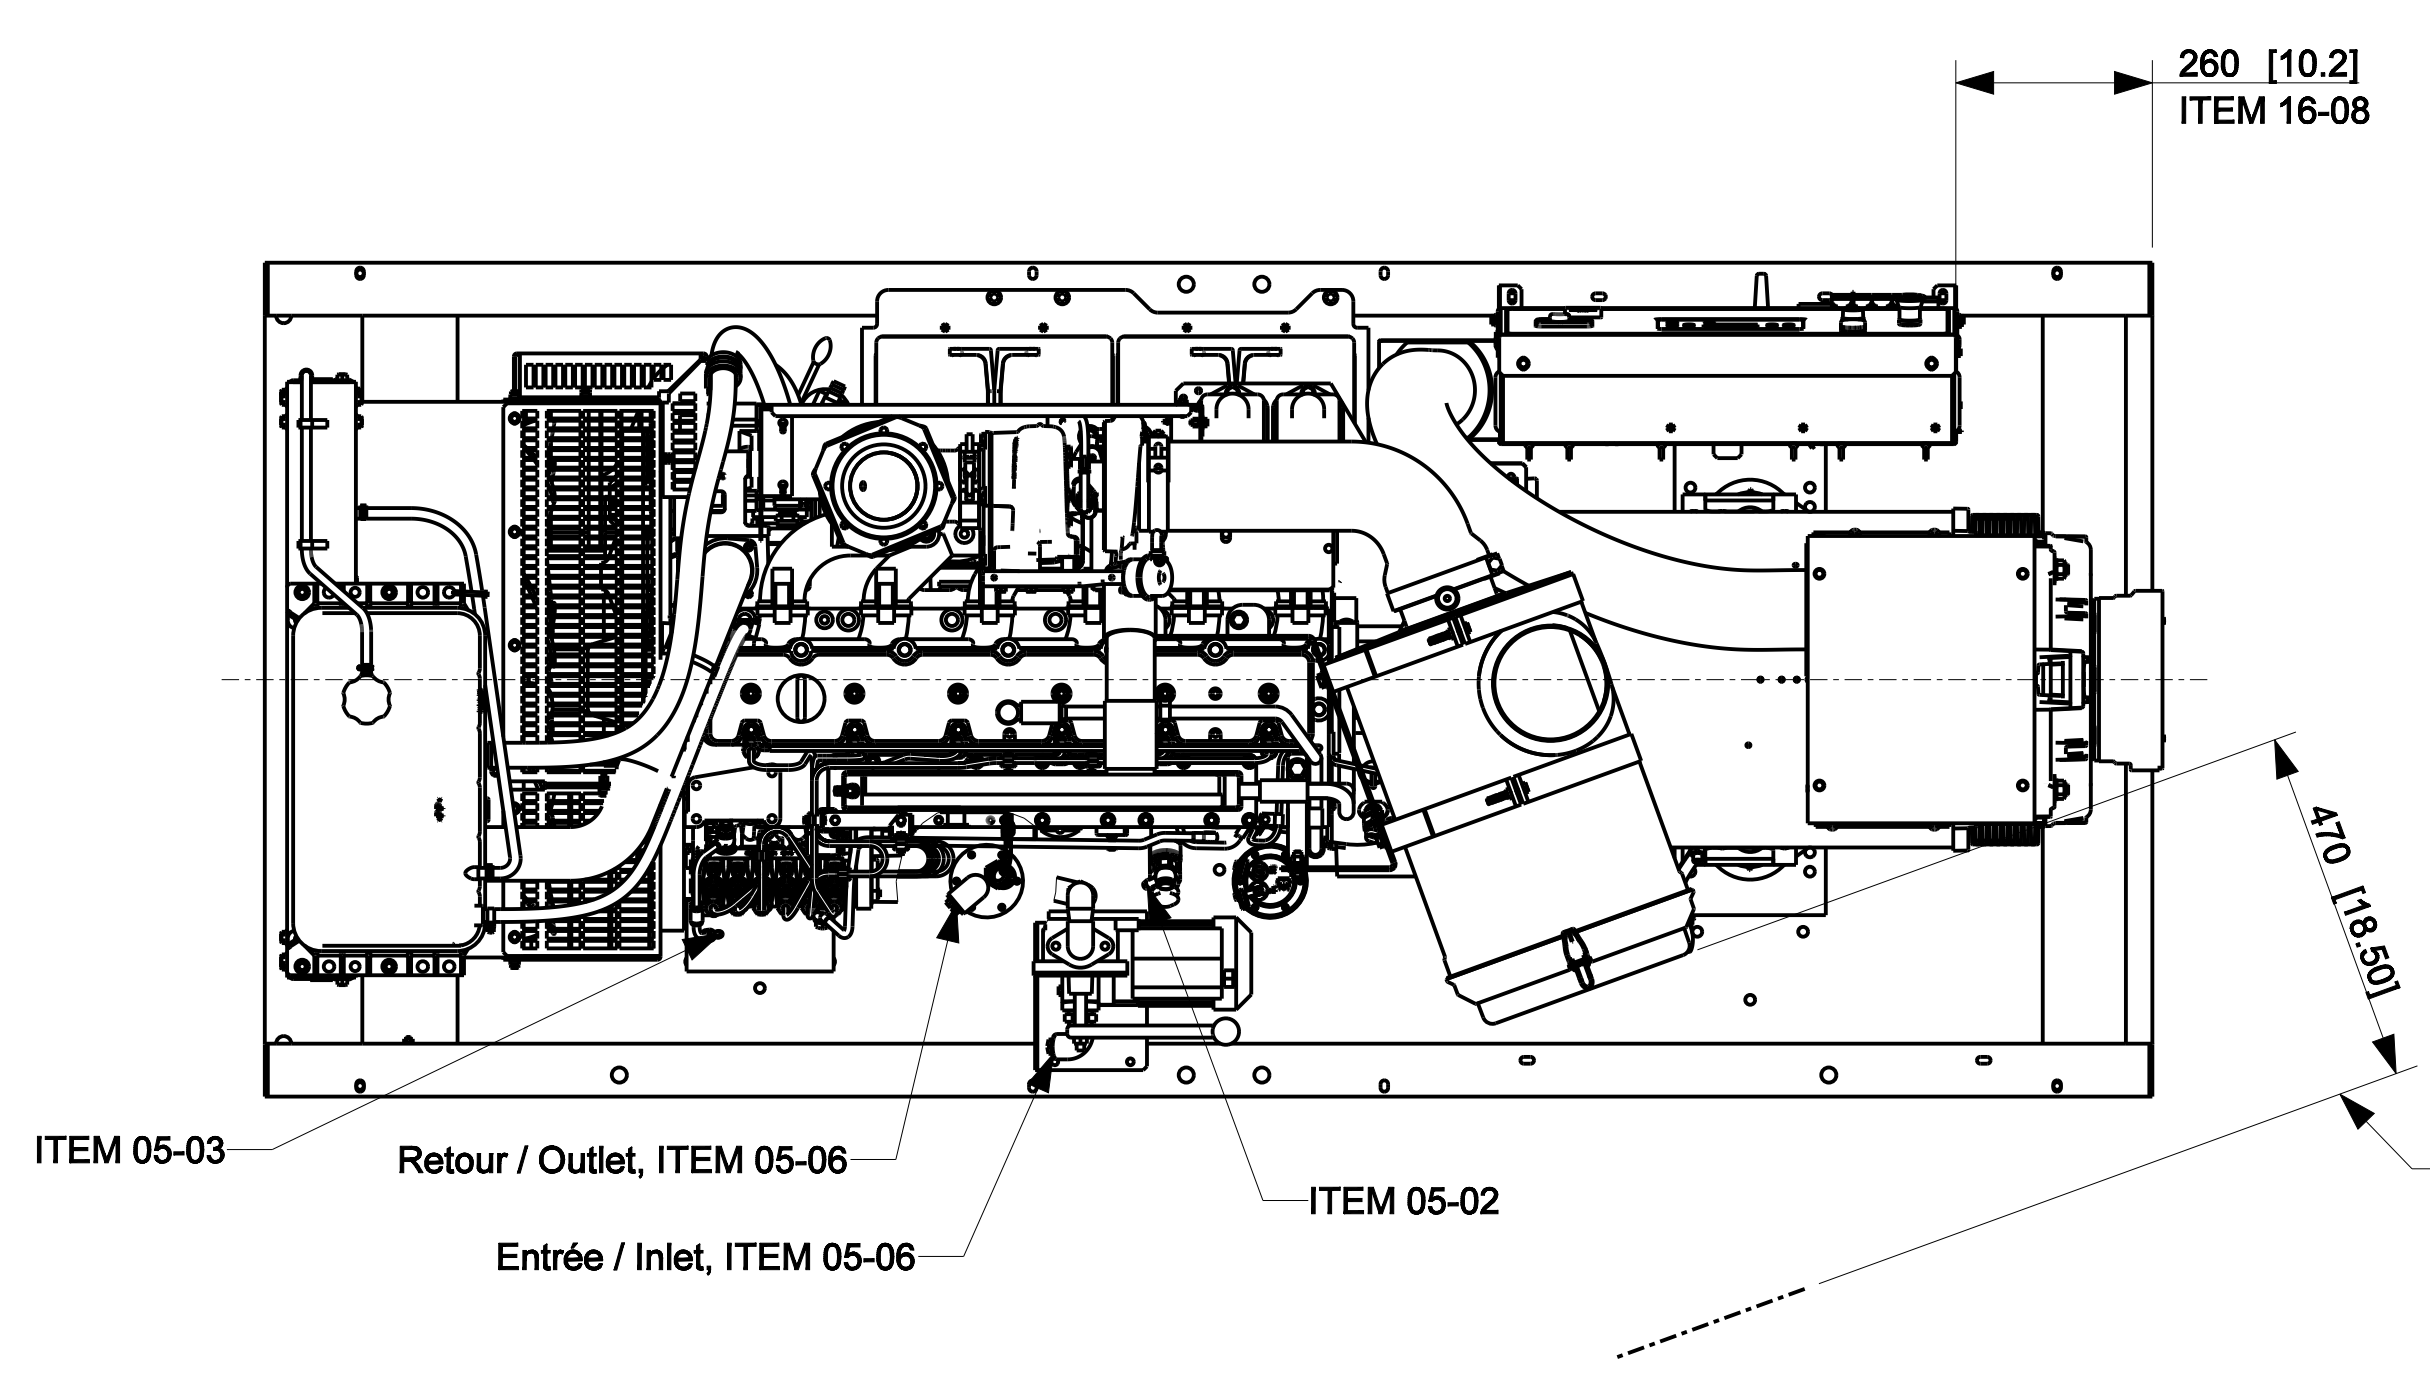 260 [10.2]
ITEM 16-08
470 [18.50]
ITEM 05-03
Retour / Outlet, ITEM 05-06
ITEM 05-02
Entrée / Inlet, ITEM 05-06